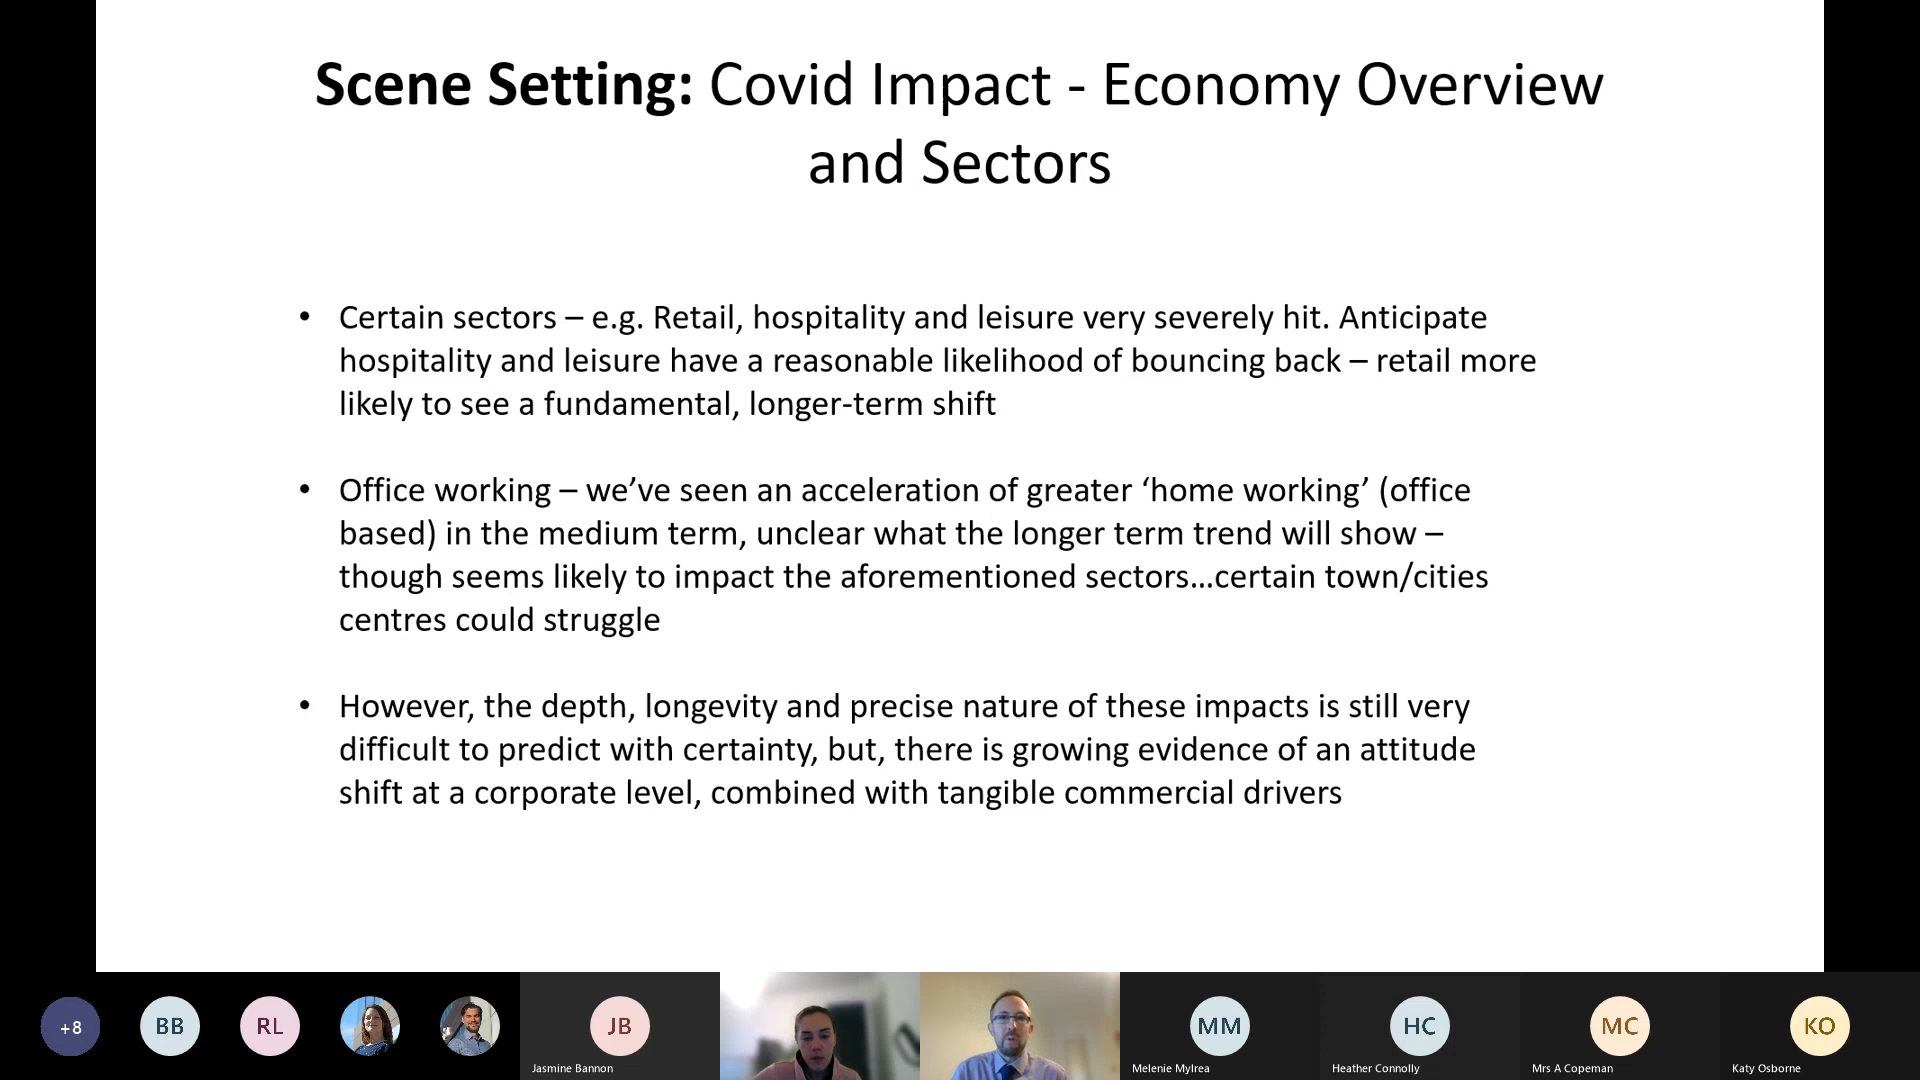 Scene Setting: Covid Impact - Economy Overview
and Sectors
• Certain sectors – e.g. Retail, hospitality and leisure very severely hit. Anticipate
hospitality and leisure have a reasonable likelihood of bouncing back – retail more
likely to see a fundamental, longer-term shift
• Office working – we’ve seen an acceleration of greater ‘home working’ (office
based) in the medium term, unclear what the longer term trend will show –
though seems likely to impact the aforementioned sectors…certain town/cities
centres could struggle
• However, the depth, longevity and precise nature of these impacts is still very
difficult to predict with certainty, but, there is growing evidence of an attitude
shift at a corporate level, combined with tangible commercial drivers
+8 BB RL JB MM HC MC KO
Jasmine Bannon Melenie Mylrea Heather Connolly Mrs A Copeman Katy Osborne